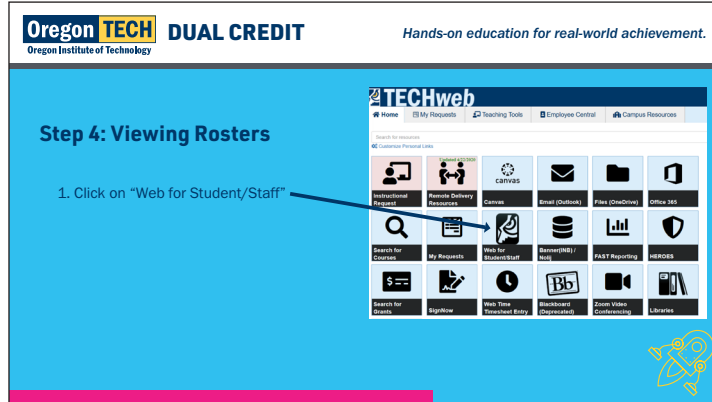 Oregon TECH
Oregon Institute of Technology
DUAL CREDIT
Hands-on education for real-world achievement.
Step 4: Viewing Rosters
1. Click on “Web for Student/Staff”
TECHweb
Home
My Requests
Teaching Tools
Employee Central
Campus Resources
Search for resources
Customize Personal Links
Instructional
Request
Updated 4/22/2020
Remote Delivery
Resources
canvas
Canvas
Email (Outlook)
Files (OneDrive)
Office 365
Search for
Courses
My Requests
Web for
Student/Staff
Banner(INB) /
Nolij
FAST Reporting
HEROES
Search for
Grants
SignNow
Web Time
Timesheet Entry
Bb
Blackboard
(Deprecated)
Zoom Video
Conferencing
Libraries